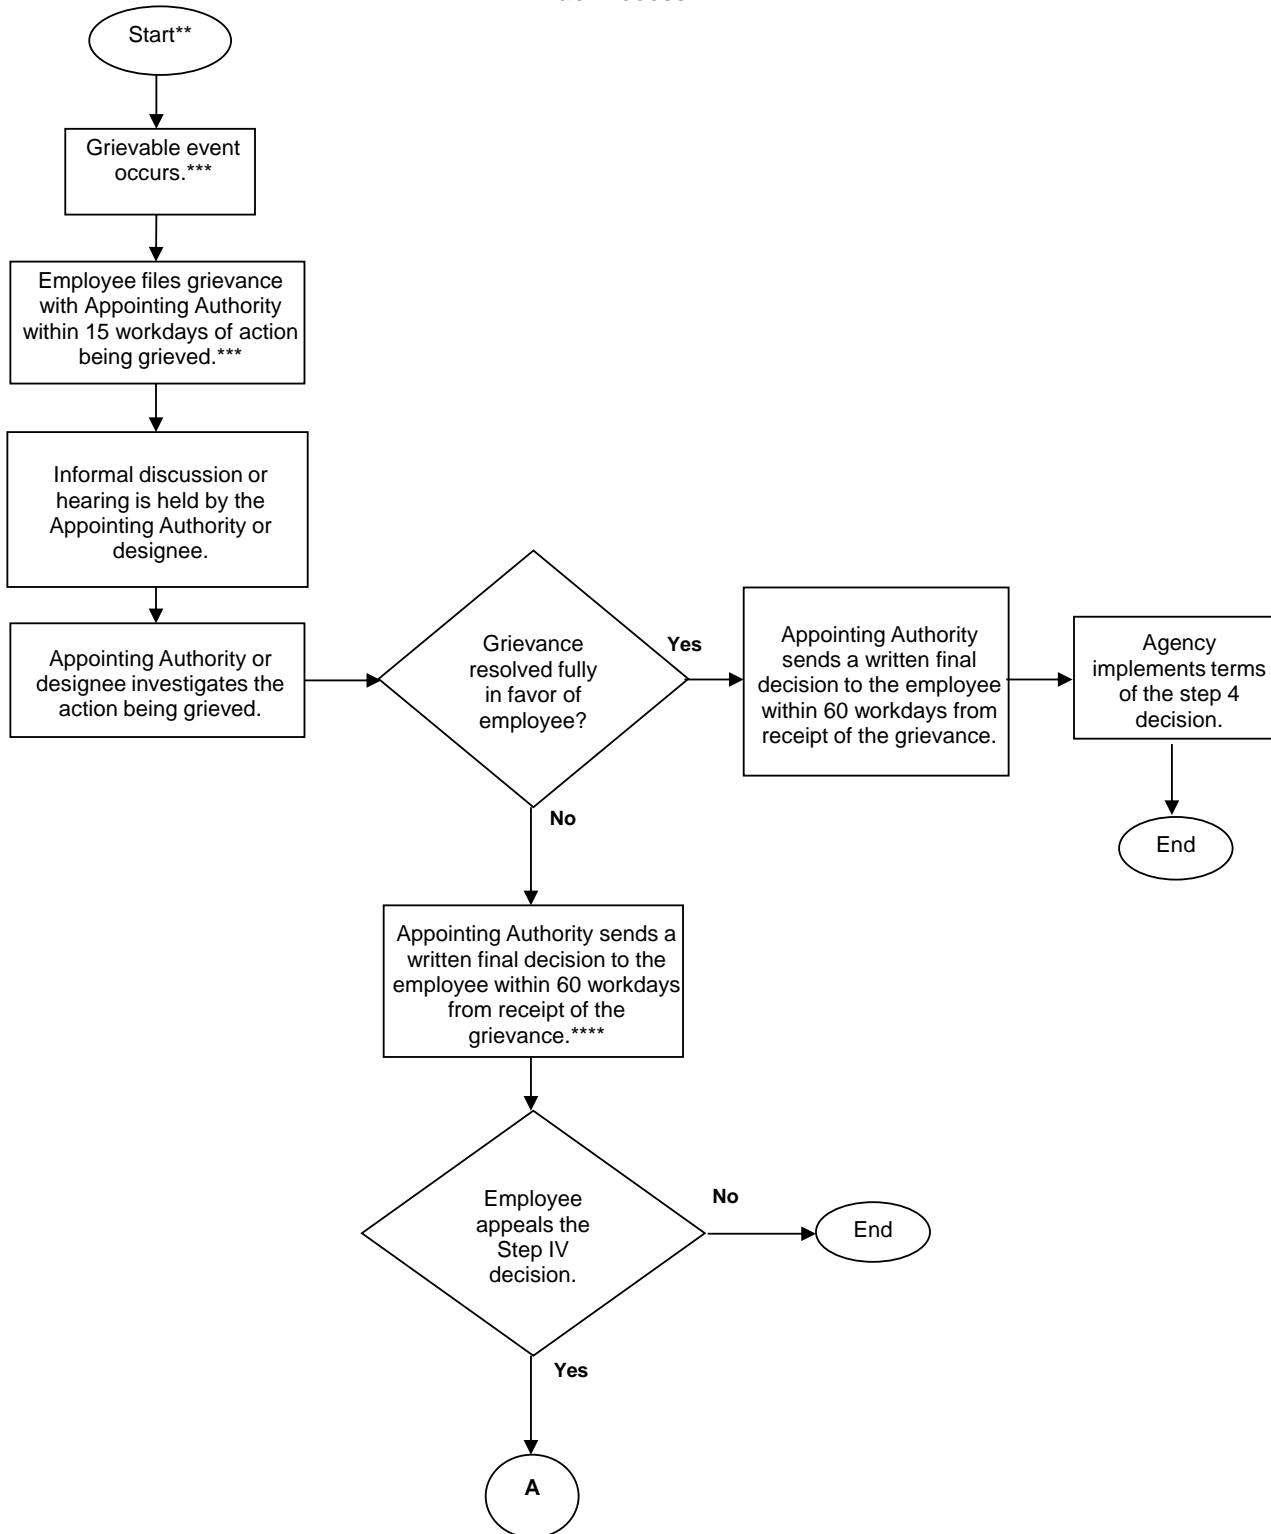 Start**
Grievable event
occurs.***
Employee files grievance
with Appointing Authority
within 15 workdays of action
being grieved.***
Informal discussion or
hearing is held by the
Appointing Authority or
designee.
Appointing Authority or
designee investigates the
action being grieved.
Grievance
resolved fully
in favor of
employee?
Yes
Appointing Authority
sends a written final
decision to the employee
within 60 workdays from
receipt of the grievance.
Agency
implements terms
of the step 4
decision.
End
No
Appointing Authority sends a
written final decision to the
employee within 60 workdays
from receipt of the
grievance.****
Employee
appeals the
Step IV
decision.
No
End
Yes
A